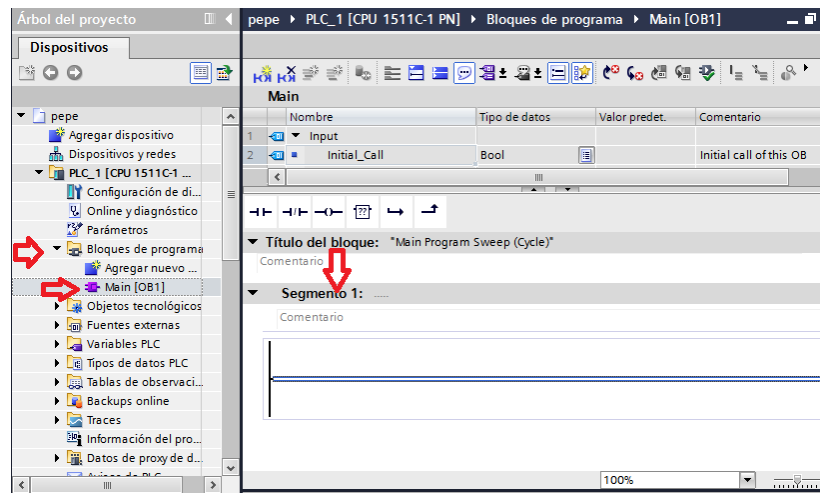 Árbol del proyecto
Dispositivos
pepe
Agregar dispositivo
Dispositivos y redes
PLC_1 [CPU 1511C-1 ...
Configuración de di...
Online y diagnóstico
Parámetros
Bloques de programa
Agregar nuevo ...
Main [OB1]
Objetos tecnológicos
Fuentes externas
Variables PLC
Tipos de datos PLC
Tablas de observaci...
Backups online
Traces
Información del pro...
Datos de proxy de d...
pepe PLC_1 [CPU 1511C-1 PN] Bloques de programa Main [OB1]
Main
Nombre Tipo de datos Valor predet. Comentario
1 Input
2 Initial_Call Bool Initial call of this OB
??
Título del bloque: "Main Program Sweep (Cycle)"
Comentario
Segmento 1: .....
Comentario
100%